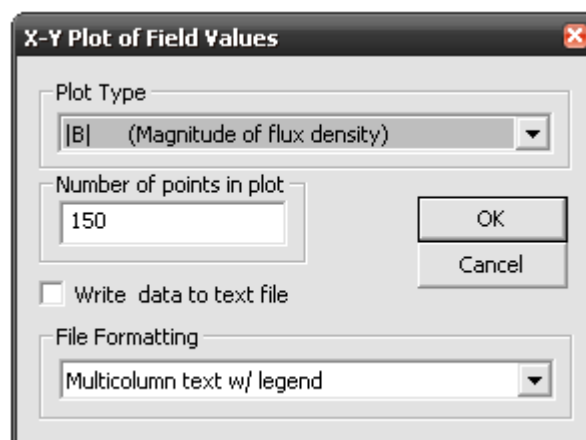 X-Y Plot of Field Values
Plot Type
|B| (Magnitude of flux density)
Number of points in plot
150
OK
Cancel
Write data to text file
File Formatting
Multicolumn text w/ legend